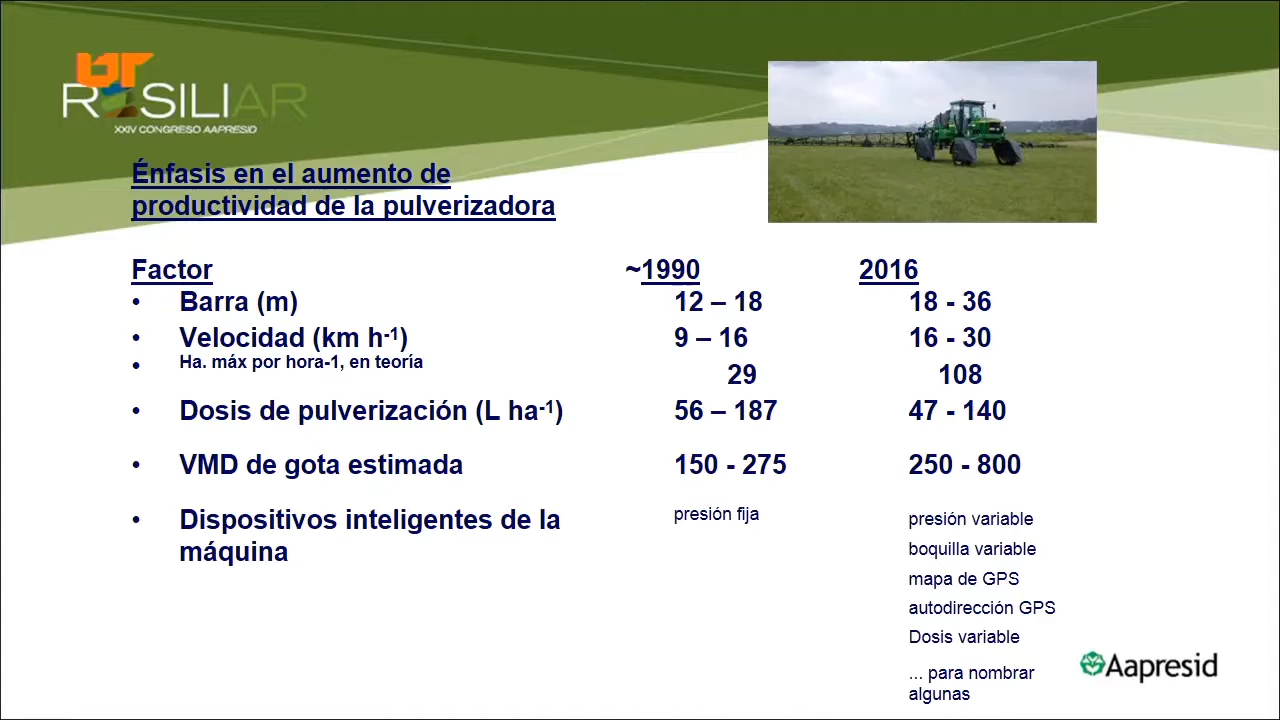 UT
RESILIAR
XXIV CONGRESO AAPRESID
Énfasis en el aumento de
productividad de la pulverizadora
Factor ~1990 2016
• Barra (m) 12 – 18 18 - 36
• Velocidad (km h-1) 9 – 16 16 - 30
• Ha. máx por hora-1, en teoría 29 108
• Dosis de pulverización (L ha-1) 56 – 187 47 - 140
• VMD de gota estimada 150 - 275 250 - 800
• Dispositivos inteligentes de la máquina presión fija presión variable
boquilla variable
mapa de GPS
autodirección GPS
Dosis variable
... para nombrar
algunas
Aapresid